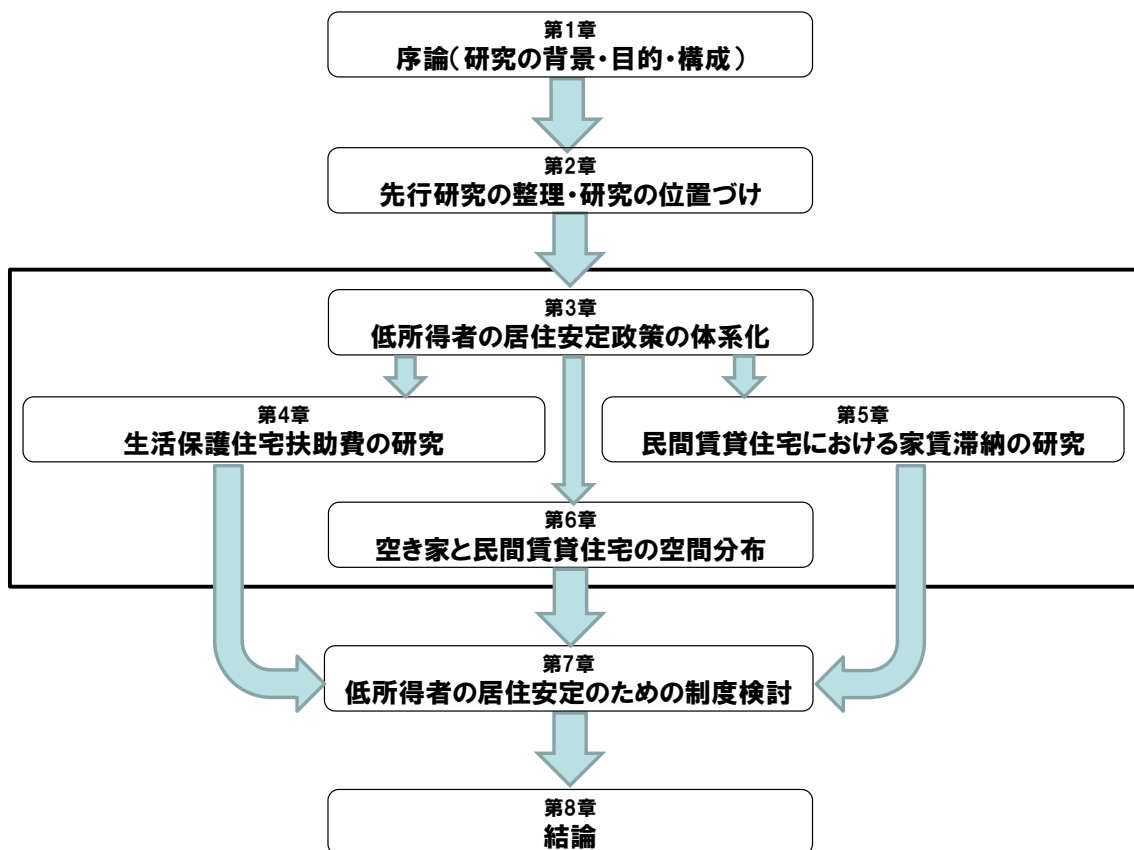 第1章
序論(研究の背景・目的・構成)
第2章
先行研究の整理・研究の位置づけ
第3章
低所得者の居住安定政策の体系化
第4章
生活保護住宅扶助費の研究
第5章
民間賃貸住宅における家賃滞納の研究
第6章
空き家と民間賃貸住宅の空間分布
第7章
低所得者の居住安定のための制度検討
第8章
結論